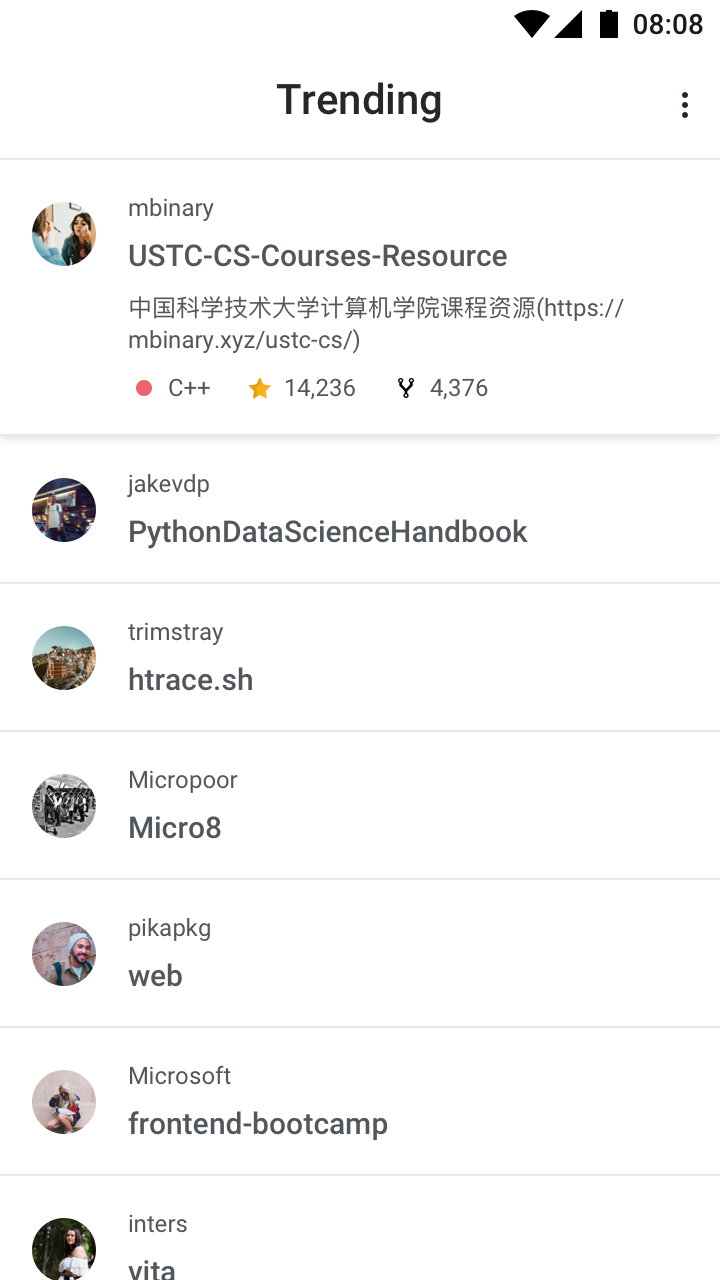 08:08
Trending
mbinary
USTC-CS-Courses-Resource
中国科学技术大学计算机学院课程资源(https://
mbinary.xyz/ustc-cs/)
C++ 14,236 4,376
jakevdp
PythonDataScienceHandbook
trimstray
htrace.sh
Micropoor
Micro8
pikapkg
web
Microsoft
frontend-bootcamp
inters
vita